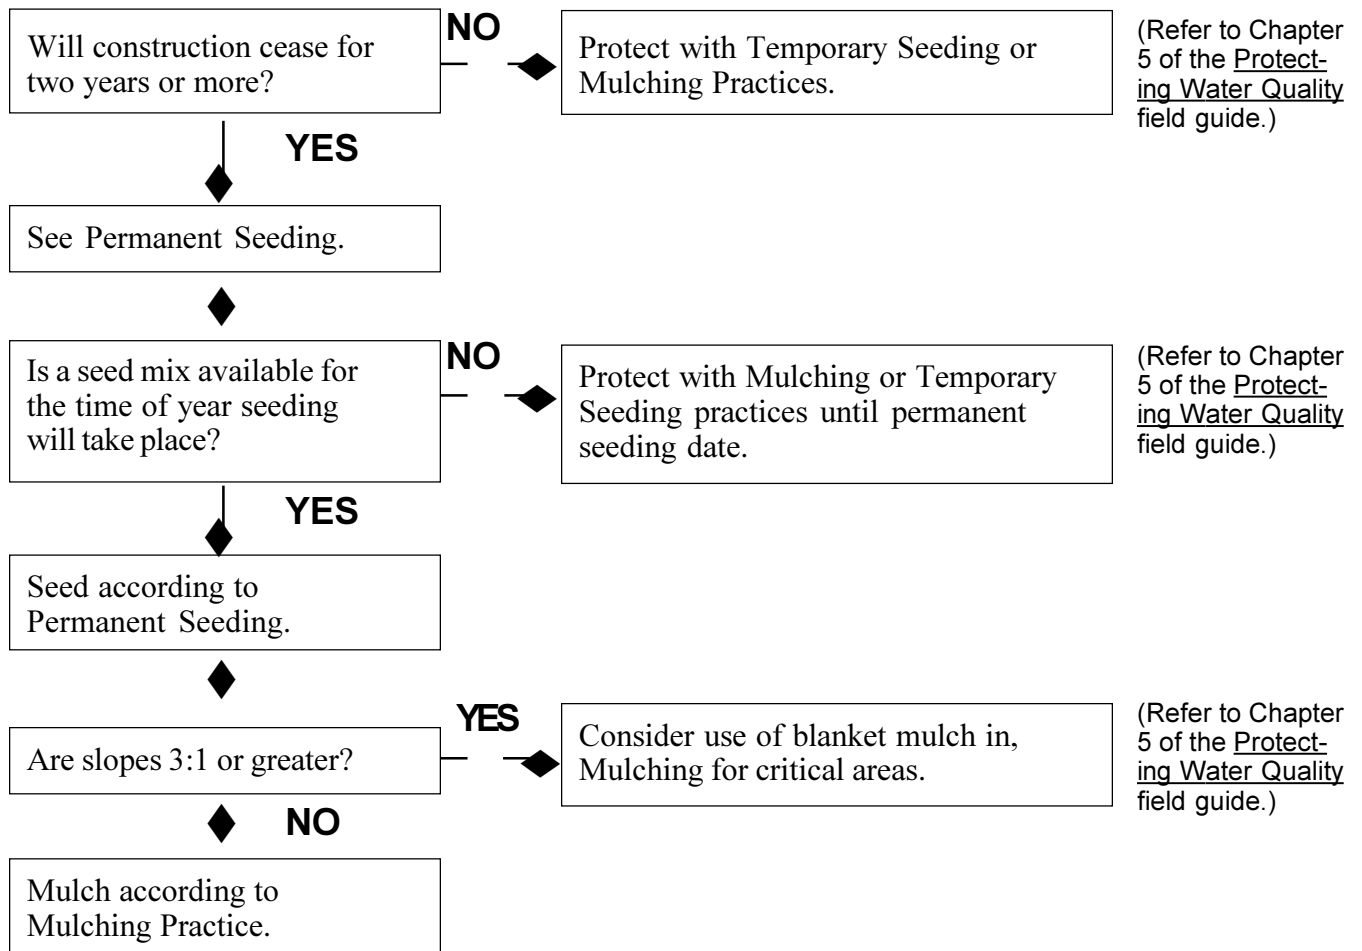 Will construction cease for
two years or more?
NO
Protect with Temporary Seeding or
Mulching Practices.
(Refer to Chapter
5 of the Protect-
ing Water Quality
field guide.)
YES
See Permanent Seeding.
Is a seed mix available for
the time of year seeding
will take place?
NO
Protect with Mulching or Temporary
Seeding practices until permanent
seeding date.
(Refer to Chapter
5 of the Protect-
ing Water Quality
field guide.)
YES
Seed according to
Permanent Seeding.
Are slopes 3:1 or greater?
YES
Consider use of blanket mulch in,
Mulching for critical areas.
(Refer to Chapter
5 of the Protect-
ing Water Quality
field guide.)
NO
Mulch according to
Mulching Practice.